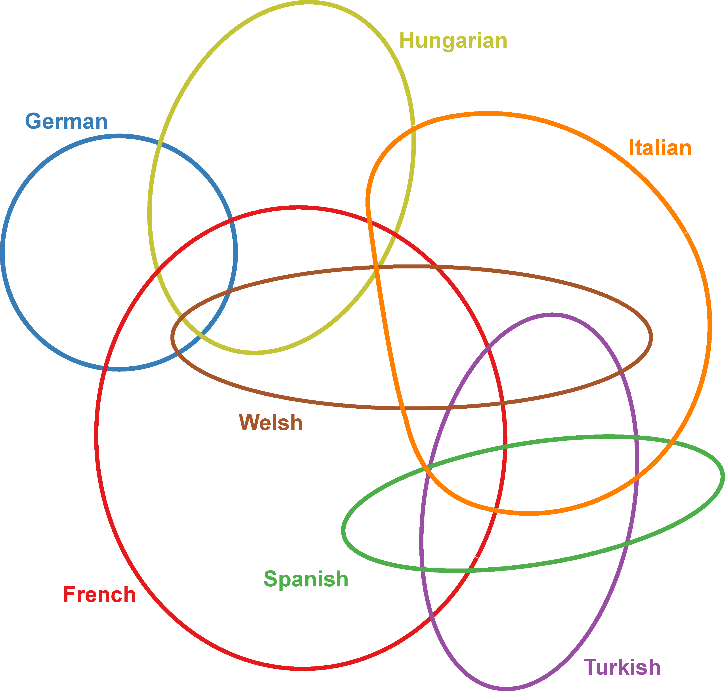 Hungarian
German
Italian
Welsh
Spanish
French
Turkish